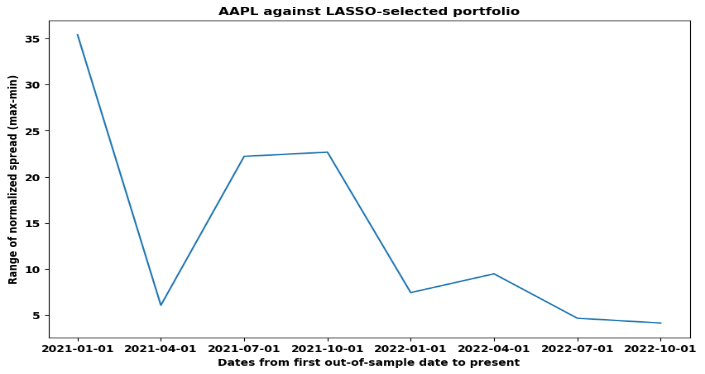 AAPL against LASSO-selected portfolio
Range of normalized spread (max-min)
35
30
25
20
15
10
5
2021-01-01 2021-04-01 2021-07-01 2021-10-01 2022-01-01 2022-04-01 2022-07-01 2022-10-01
Dates from first out-of-sample date to present